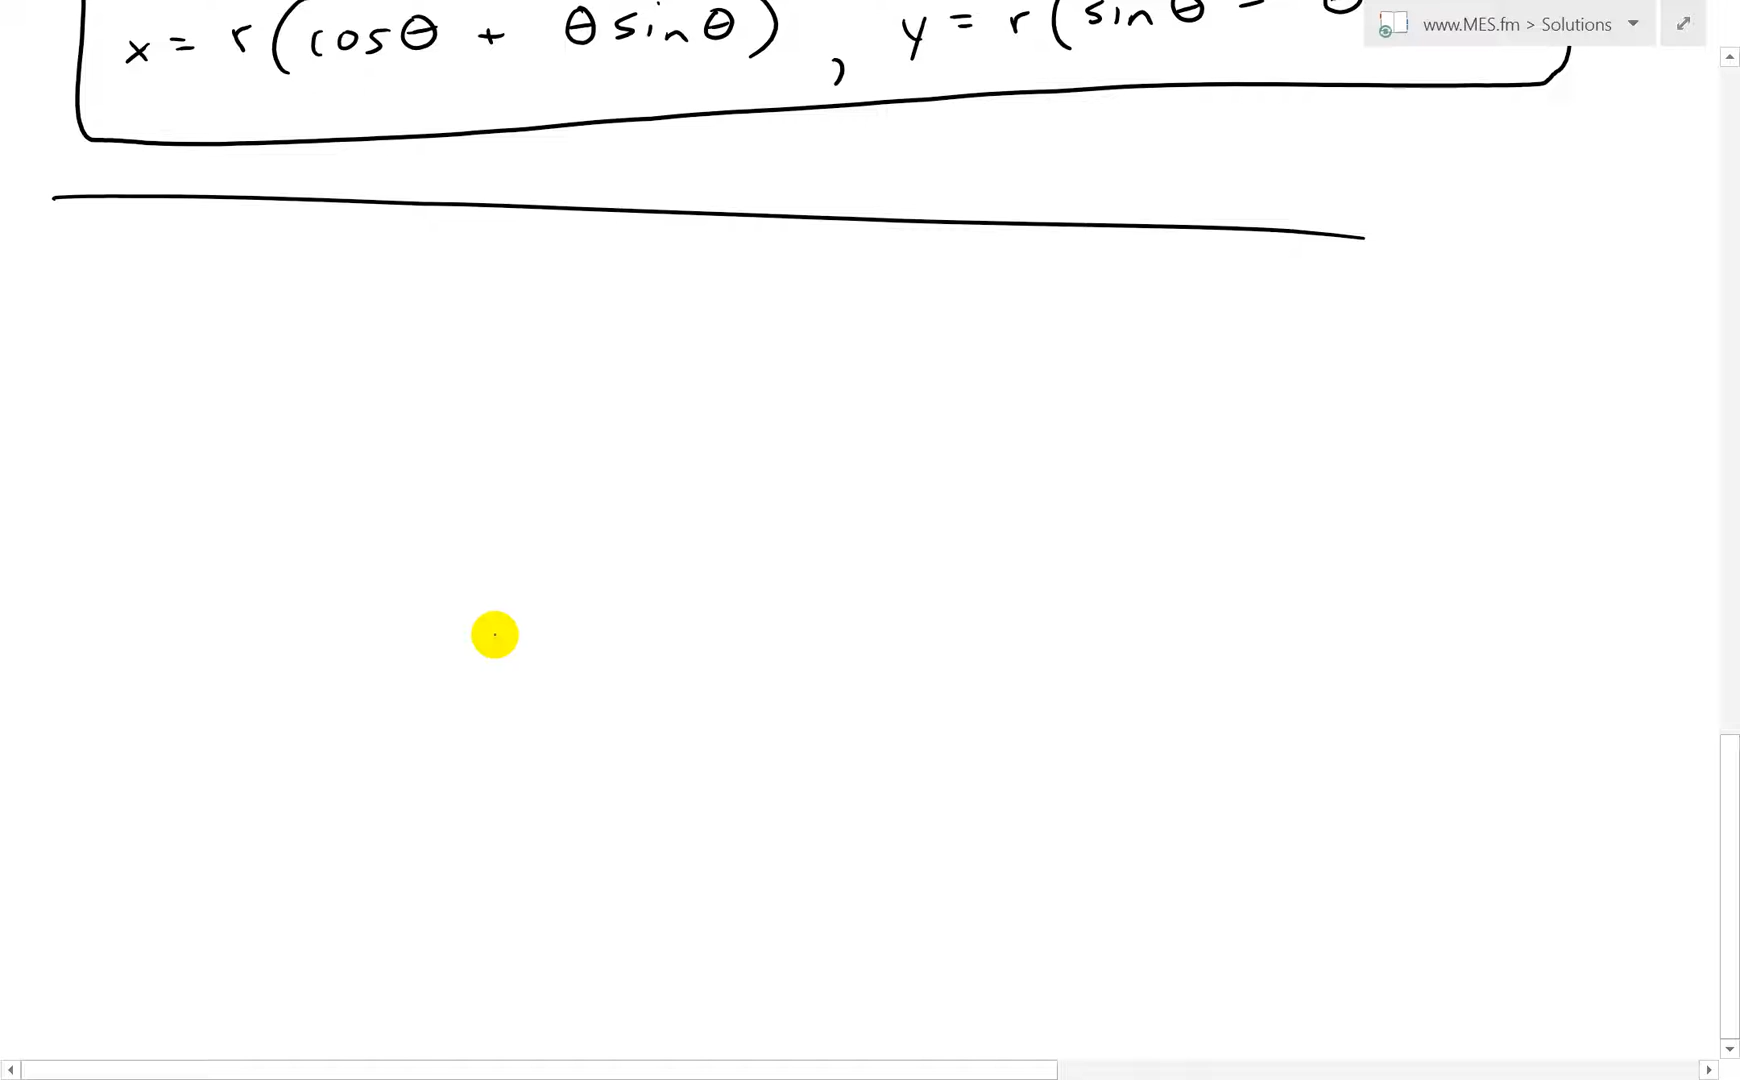 x = r(cosθ + θsinθ) , y = r(sinθ - θ
www.MES.fm > Solutions